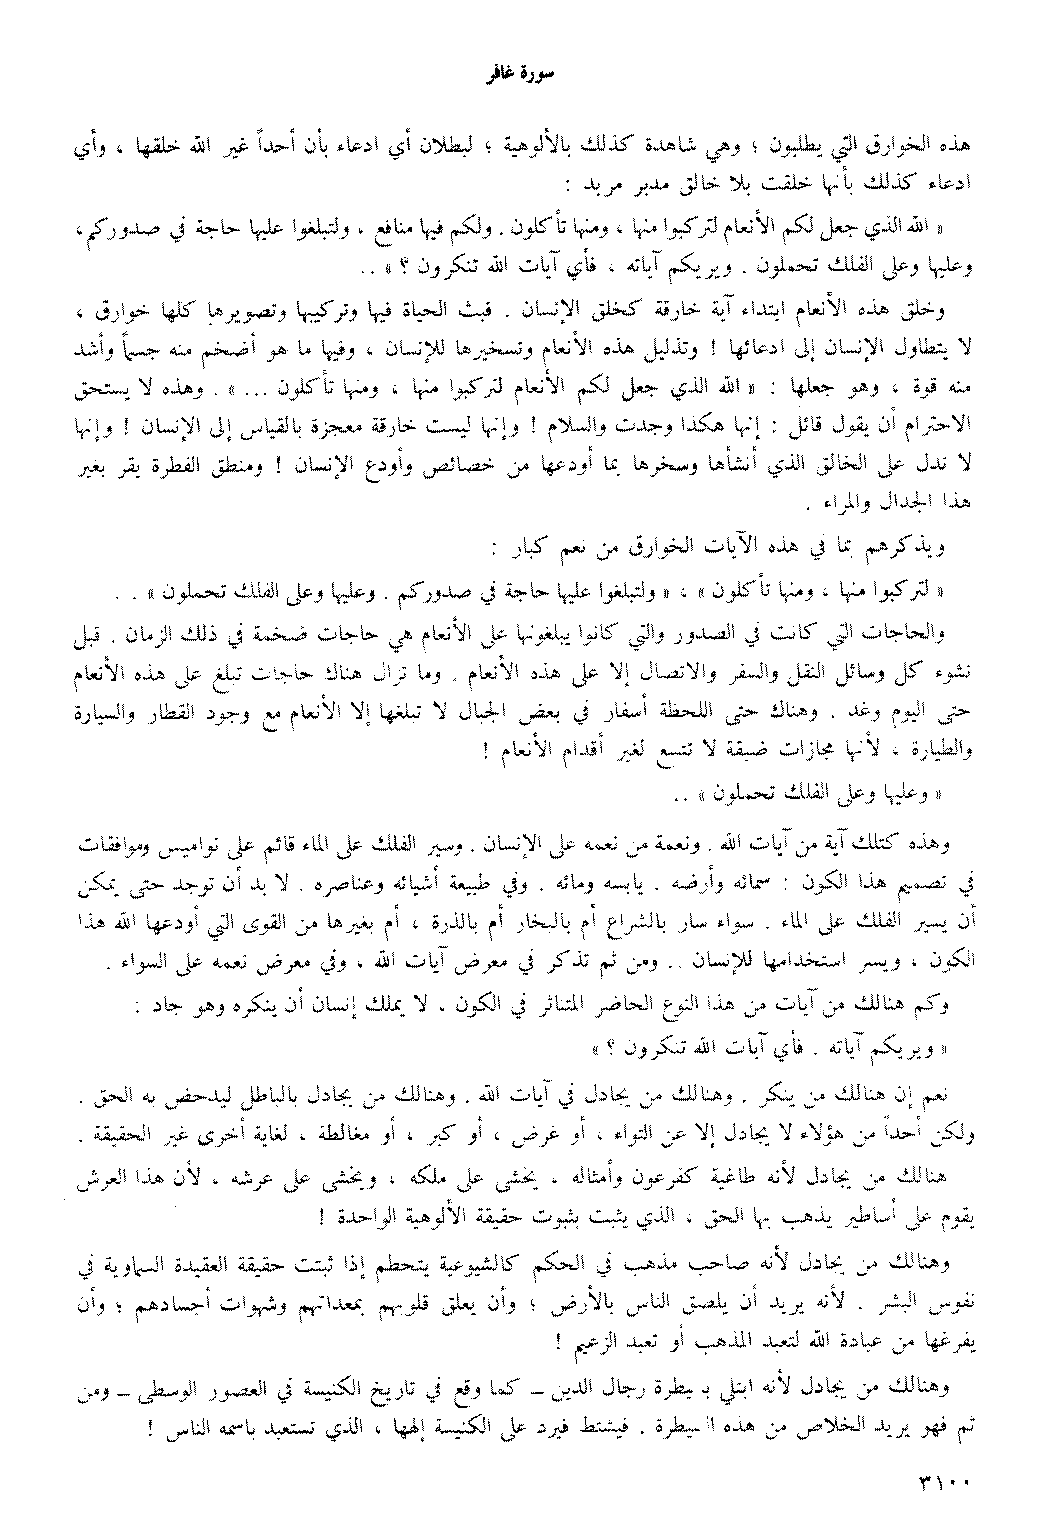 سورة غافر
هذه الخوارق التي يطلبون ؛ وهي شاهدة كذلك بالألوهية ؛ لبطلان أي ادعاء بأن أحداً غير الله خلقها ، وأي
ادعاء كذلك بأنها خلقت بلا خالق مدبر مريد :
« الله الذي جعل لكم الأنعام لتركبوا منها ، ومنها تأكلون . ولكم فيها منافع ، ولتبلغوا عليها حاجة في صدوركم،
وعليها وعلى الفلك تحملون . ويريكم آياته ، فأي آيات الله تنكرون ؟ » ..
وخلق هذه الأنعام ابتداء آية خارقة كخلق الإنسان . فبث الحياة فيها وتركيبها وتصويرها كلها خوارق ،
لا يتطاول الإنسان إلى ادعائها ! وتذليل هذه الأنعام وتسخيرها للإنسان ، وفيها ما هو أضخم منه جسماً وأشد
منه قوة ، وهو جعلها : « الله الذي جعل لكم الأنعام لتركبوا منها ، ومنها تأكلون ... » . وهذه لا يستحق
الاحترام أن يقول قائل : إنها هكذا وجدت والسلام ! وإنها ليست خارقة معجزة بالقياس إلى الإنسان ! وإنها
لا تدل على الخالق الذي أنشأها وسخرها بما أودعها من خصائص وأودع الإنسان ! ومنطق الفطرة يقر بغير
هذا الجدال والمراء .
ويذكرهم بما في هذه الآيات الخوارق من نعم كبار :
« لتركبوا منها ، ومنها تأكلون » ، « ولتبلغوا عليها حاجة في صدوركم . وعليها وعلى الفلك تحملون » . .
والحاجات التي كانت في الصدور والتي كانوا يبلغونها على الأنعام هي حاجات ضخمة في ذلك الزمان . قبل
نشوء كل وسائل النقل والسفر والاتصال إلا على هذه الأنعام . وما تزال هناك حاجات تبلغ على هذه الأنعام
حتى اليوم وغد . وهناك حتى اللحظة أسفار في بعض الجبال لا تبلغها إلا الأنعام مع وجود القطار والسيارة
والطيارة ، لأنها مجازات ضيقة لا تتسع لغير أقدام الأنعام !
« وعليها وعلى الفلك تحملون » ..
وهذه كتلك آية من آيات الله . ونعمة من نعمه على الإنسان . وسير الفلك على الماء قائم على نواميس وموافقات
في تصميم هذا الكون : سمائه وأرضه . يابسه ومائه . وفي طبيعة أشيائه وعناصره . لا بد أن توجد حتى يمكن
أن يسير الفلك على الماء . سواء سار بالشراع أم بالبخار أم بالذرة ، أم بغيرها من القوى التي أودعها الله هذا
الكون ، ويسر استخدامها للإنسان .. ومن ثم تذكر في معرض آيات الله ، وفي معرض نعمه على السواء .
وكم هنالك من آيات من هذا النوع الحاضر المتناثر في الكون ، لا يملك إنسان أن ينكره وهو جاد :
« ويريكم آياته . فأي آيات الله تنكرون ؟ »
نعم إن هنالك من ينكر . وهنالك من يجادل في آيات الله . وهنالك من يجادل بالباطل ليدحض به الحق .
ولكن أحداً من هؤلاء لا يجادل إلا عن التواء ، أو غرض ، أو كبر ، أو مغالطة ، لغاية أخرى غير الحقيقة .
هنالك من يجادل لأنه طاغية كفرعون وأمثاله ، يخشى على ملكه ، ويخشى على عرشه ، لأن هذا العرش
يقوم على أساطير يذهب بها الحق ، الذي يثبت بثبوت حقيقة الألوهية الواحدة !
وهنالك من يجادل لأنه صاحب مذهب في الحكم كالشيوعية يتحطم إذا ثبتت حقيقة العقيدة السماوية في
نفوس البشر . لأنه يريد أن يلصق الناس بالأرض ؛ وأن يعلق قلوبهم بمعداتهم وشهوات أجسادهم ؛ وأن
يفرغها من عبادة الله لتعبد المذهب أو تعبد الزعيم !
وهنالك من يجادل لأنه ابتلي بسيطرة رجال الدين – كما وقع في تاريخ الكنيسة في العصور الوسطى – ومن
ثم فهو يريد الخلاص من هذه السيطرة . فيشتط فيرد على الكنيسة إلهها ، الذي تستعبد باسمه الناس !
٣١٠٠